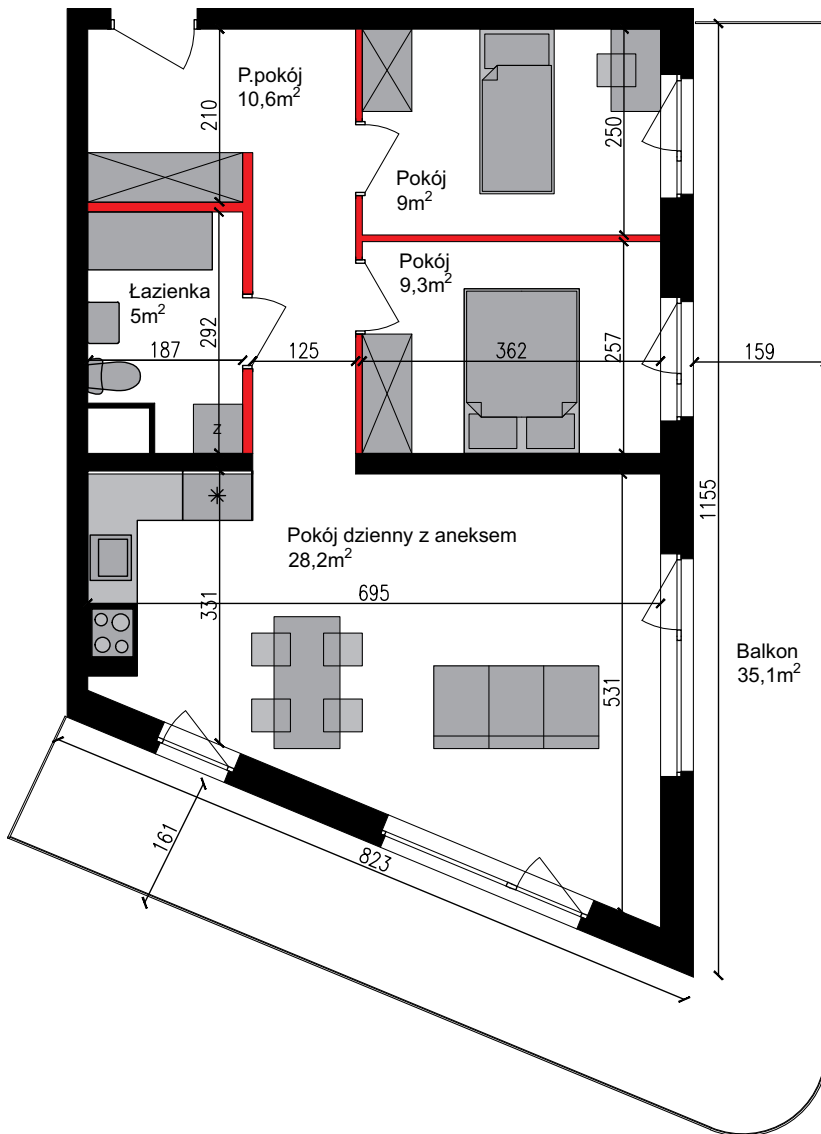 P.pokój
10,6m²
210
250
Pokój
9m²
Pokój
9,3m²
Łazienka
5m²
292
257
187
125
362
159
z
1155
Pokój dzienny z aneksem
28,2m²
331
695
531
Balkon
35,1m²
161
823